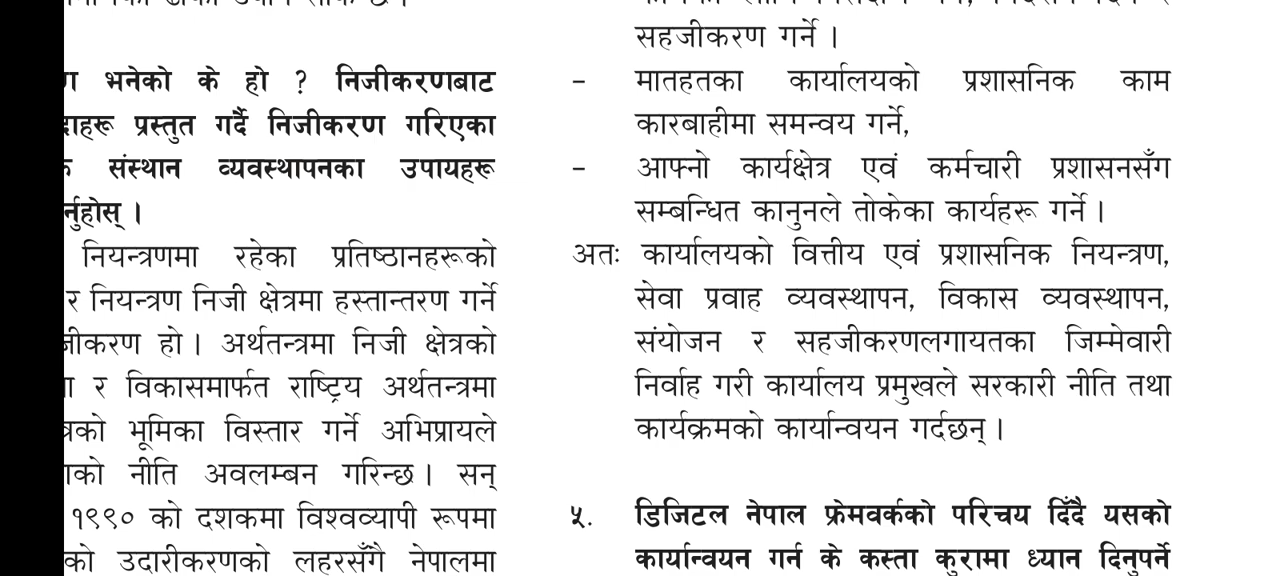 भनेको के हो ? निजीकरणबाट
प्रस्तुत गर्दै निजीकरण गरिएका
संस्थान व्यवस्थापनका उपायहरू
नियन्त्रणमा रहेका प्रतिष्ठानहरूको
र नियन्त्रण निजी क्षेत्रमा हस्तान्तरण गर्ने
हो। अर्थतन्त्रमा निजी क्षेत्रको
र विकासमार्फत राष्ट्रिय अर्थतन्त्रमा
भूमिका विस्तार गर्ने अभिप्रायले
नीति अवलम्बन गरिन्छ। सन्
१९९० को दशकमा विश्वव्यापी रूपमा
को उदारीकरणको लहरसँगै नेपालमा
सहजीकरण गर्ने।
– मातहतका कार्यालयको प्रशासनिक काम
कारबाहीमा समन्वय गर्ने,
– आफ्नो कार्यक्षेत्र एवं कर्मचारी प्रशासनसँग
सम्बन्धित कानुनले तोकेका कार्यहरू गर्ने।
अतः कार्यालयको वित्तीय एवं प्रशासनिक नियन्त्रण,
सेवा प्रवाह व्यवस्थापन, विकास व्यवस्थापन,
संयोजन र सहजीकरणलगायतका जिम्मेवारी
निर्वाह गरी कार्यालय प्रमुखले सरकारी नीति तथा
कार्यक्रमको कार्यान्वयन गर्दछन्।
५. डिजिटल नेपाल फ्रेमवर्कको परिचय दिँदै यसको
कार्यान्वयन गर्न के कस्ता कुरामा ध्यान दिनुपर्ने